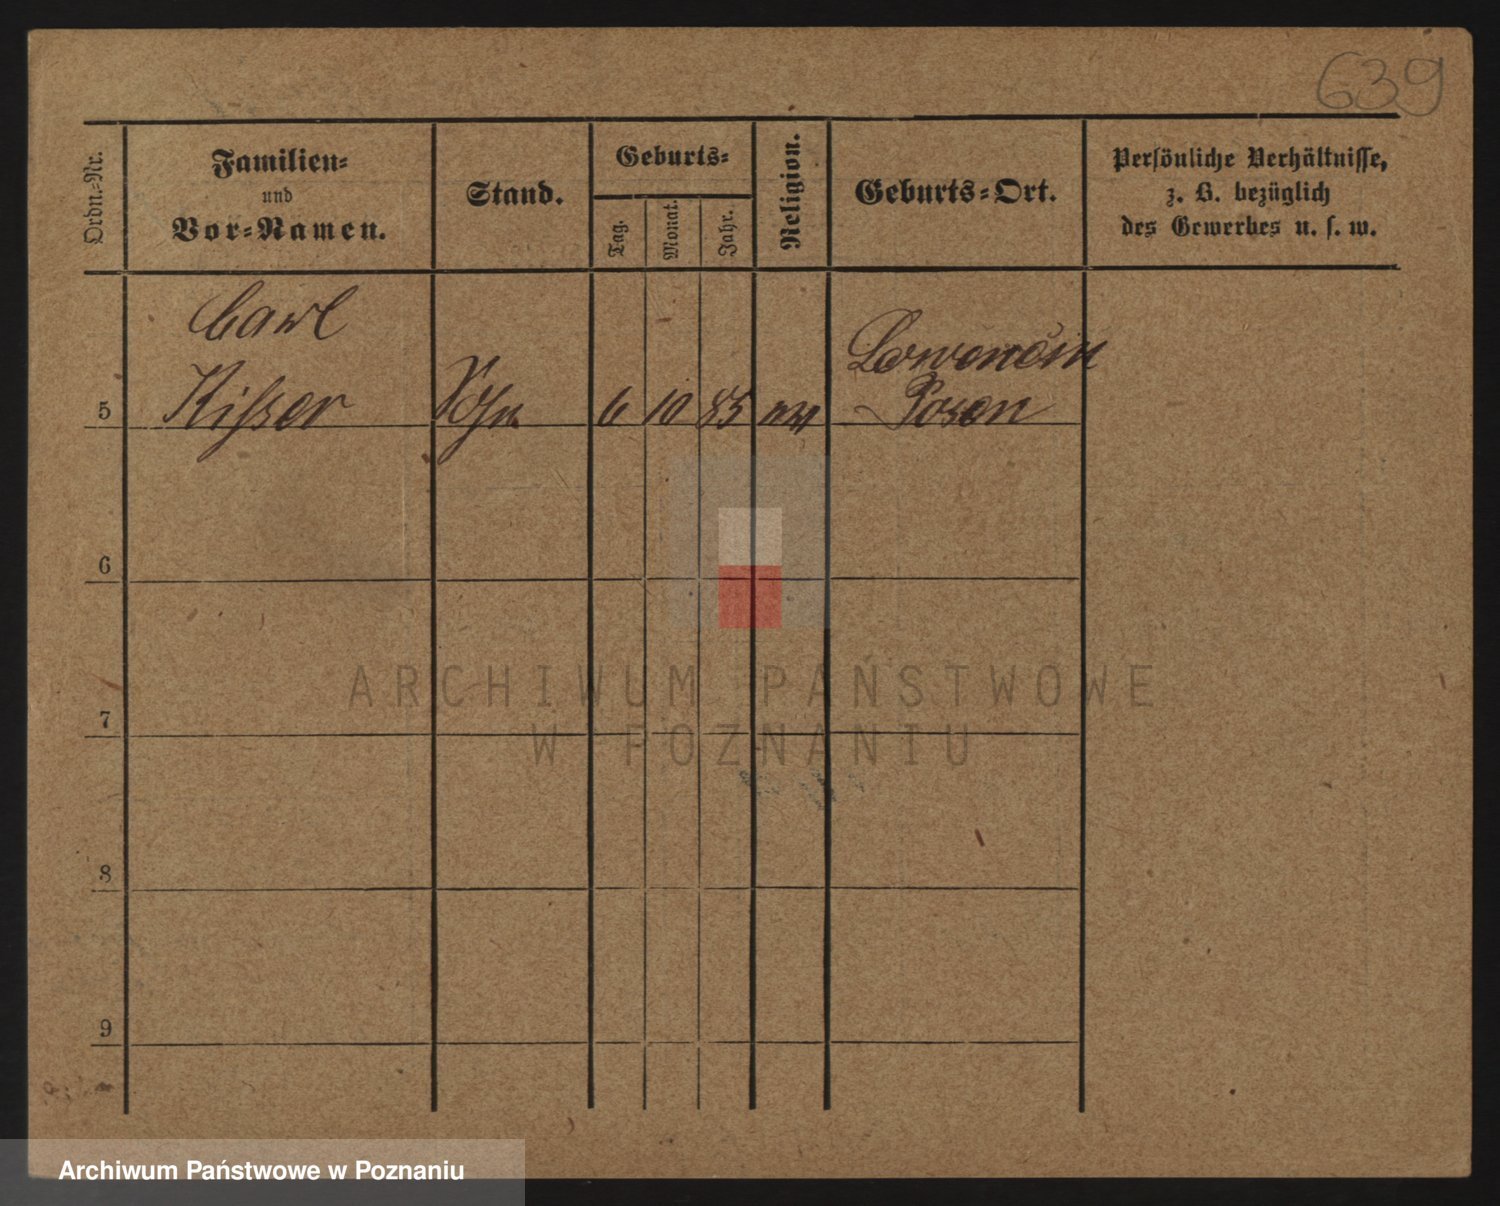 639
Ordn.-Nr.
Familien-
und
Vor-Namen.
Stand.
Geburts-
Tag.
Monat.
Jahr.
Religion.
Geburts-Ort.
Persönliche Verhältnisse,
z. B. bezüglich
des Gewerbes u. s. w.
Carl
5 Kisser 6 10 85
Posen
6
7
8
9
ARCHIWUM PAŃSTWOWE
W POZNANIU
Archiwum Państwowe w Poznaniu